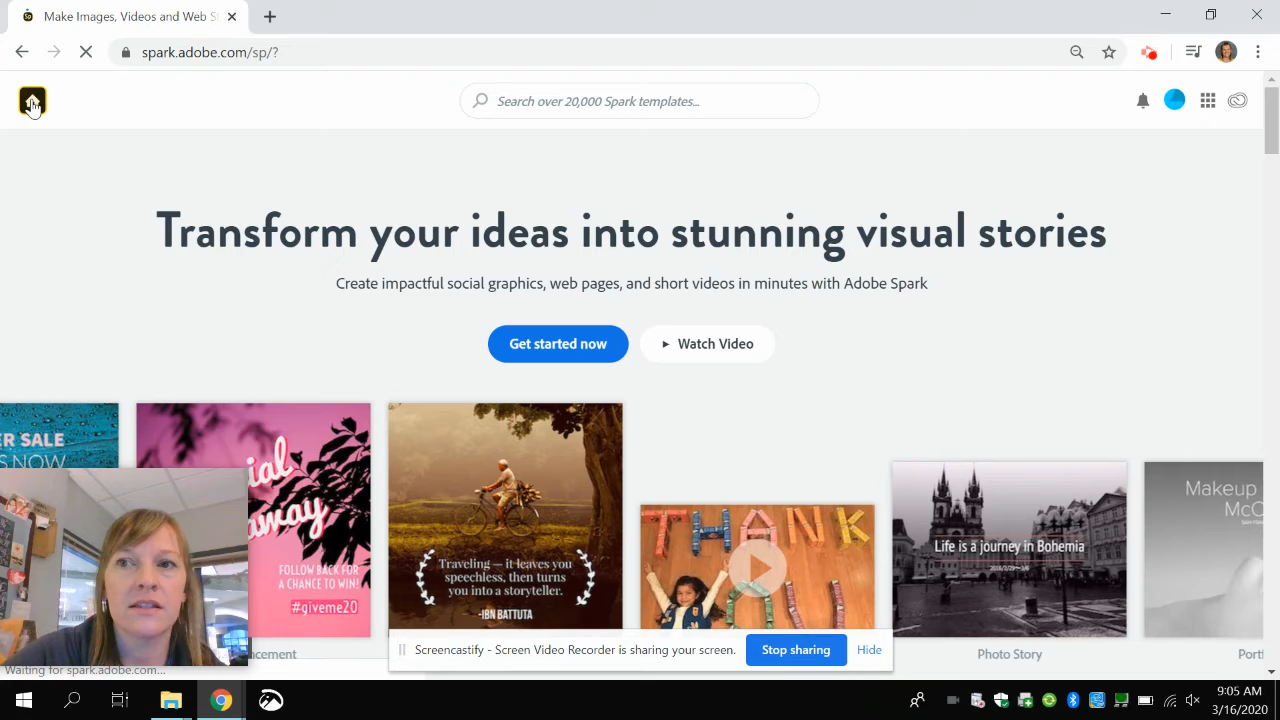 Make Images, Videos and Web S
spark.adobe.com/sp/?
Search over 20,000 Spark templates...
Transform your ideas into stunning visual stories
Create impactful social graphics, web pages, and short videos in minutes with Adobe Spark
Get started now
Watch Video
ER SALE
S NOW
cial
away
FOLLOW BACK FOR
A CHANCE TO WIN!
#giveme20
Traveling — it leaves you
speechless, then turns
you into a storyteller.
-IBN BATTUTA
THANK
YOU
Life is a journey in Bohemia
Makeup
McC
ncement
Photo Story
Portf
Screencastify - Screen Video Recorder is sharing your screen.
Stop sharing
Hide
Waiting for spark.adobe.com...
9:05 AM
3/16/2020